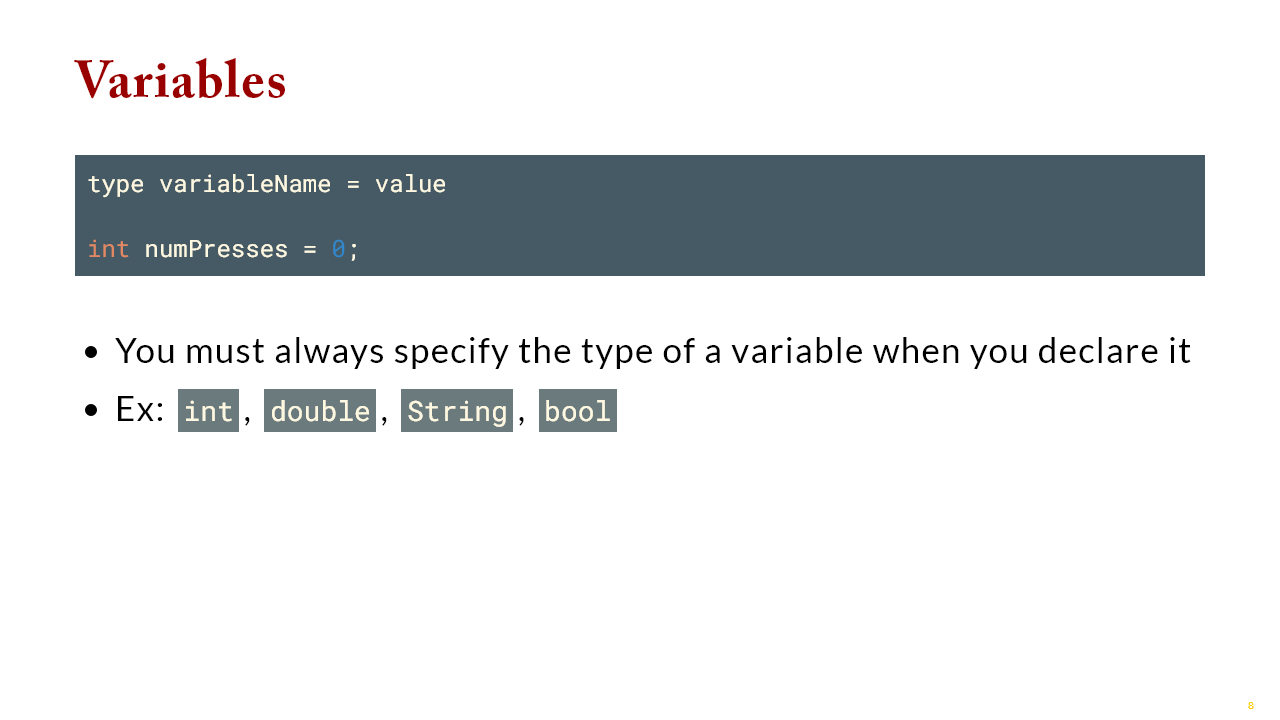 Variables
type variableName = value
int numPresses = 0;
• You must always specify the type of a variable when you declare it
• Ex: int, double, String, bool
8